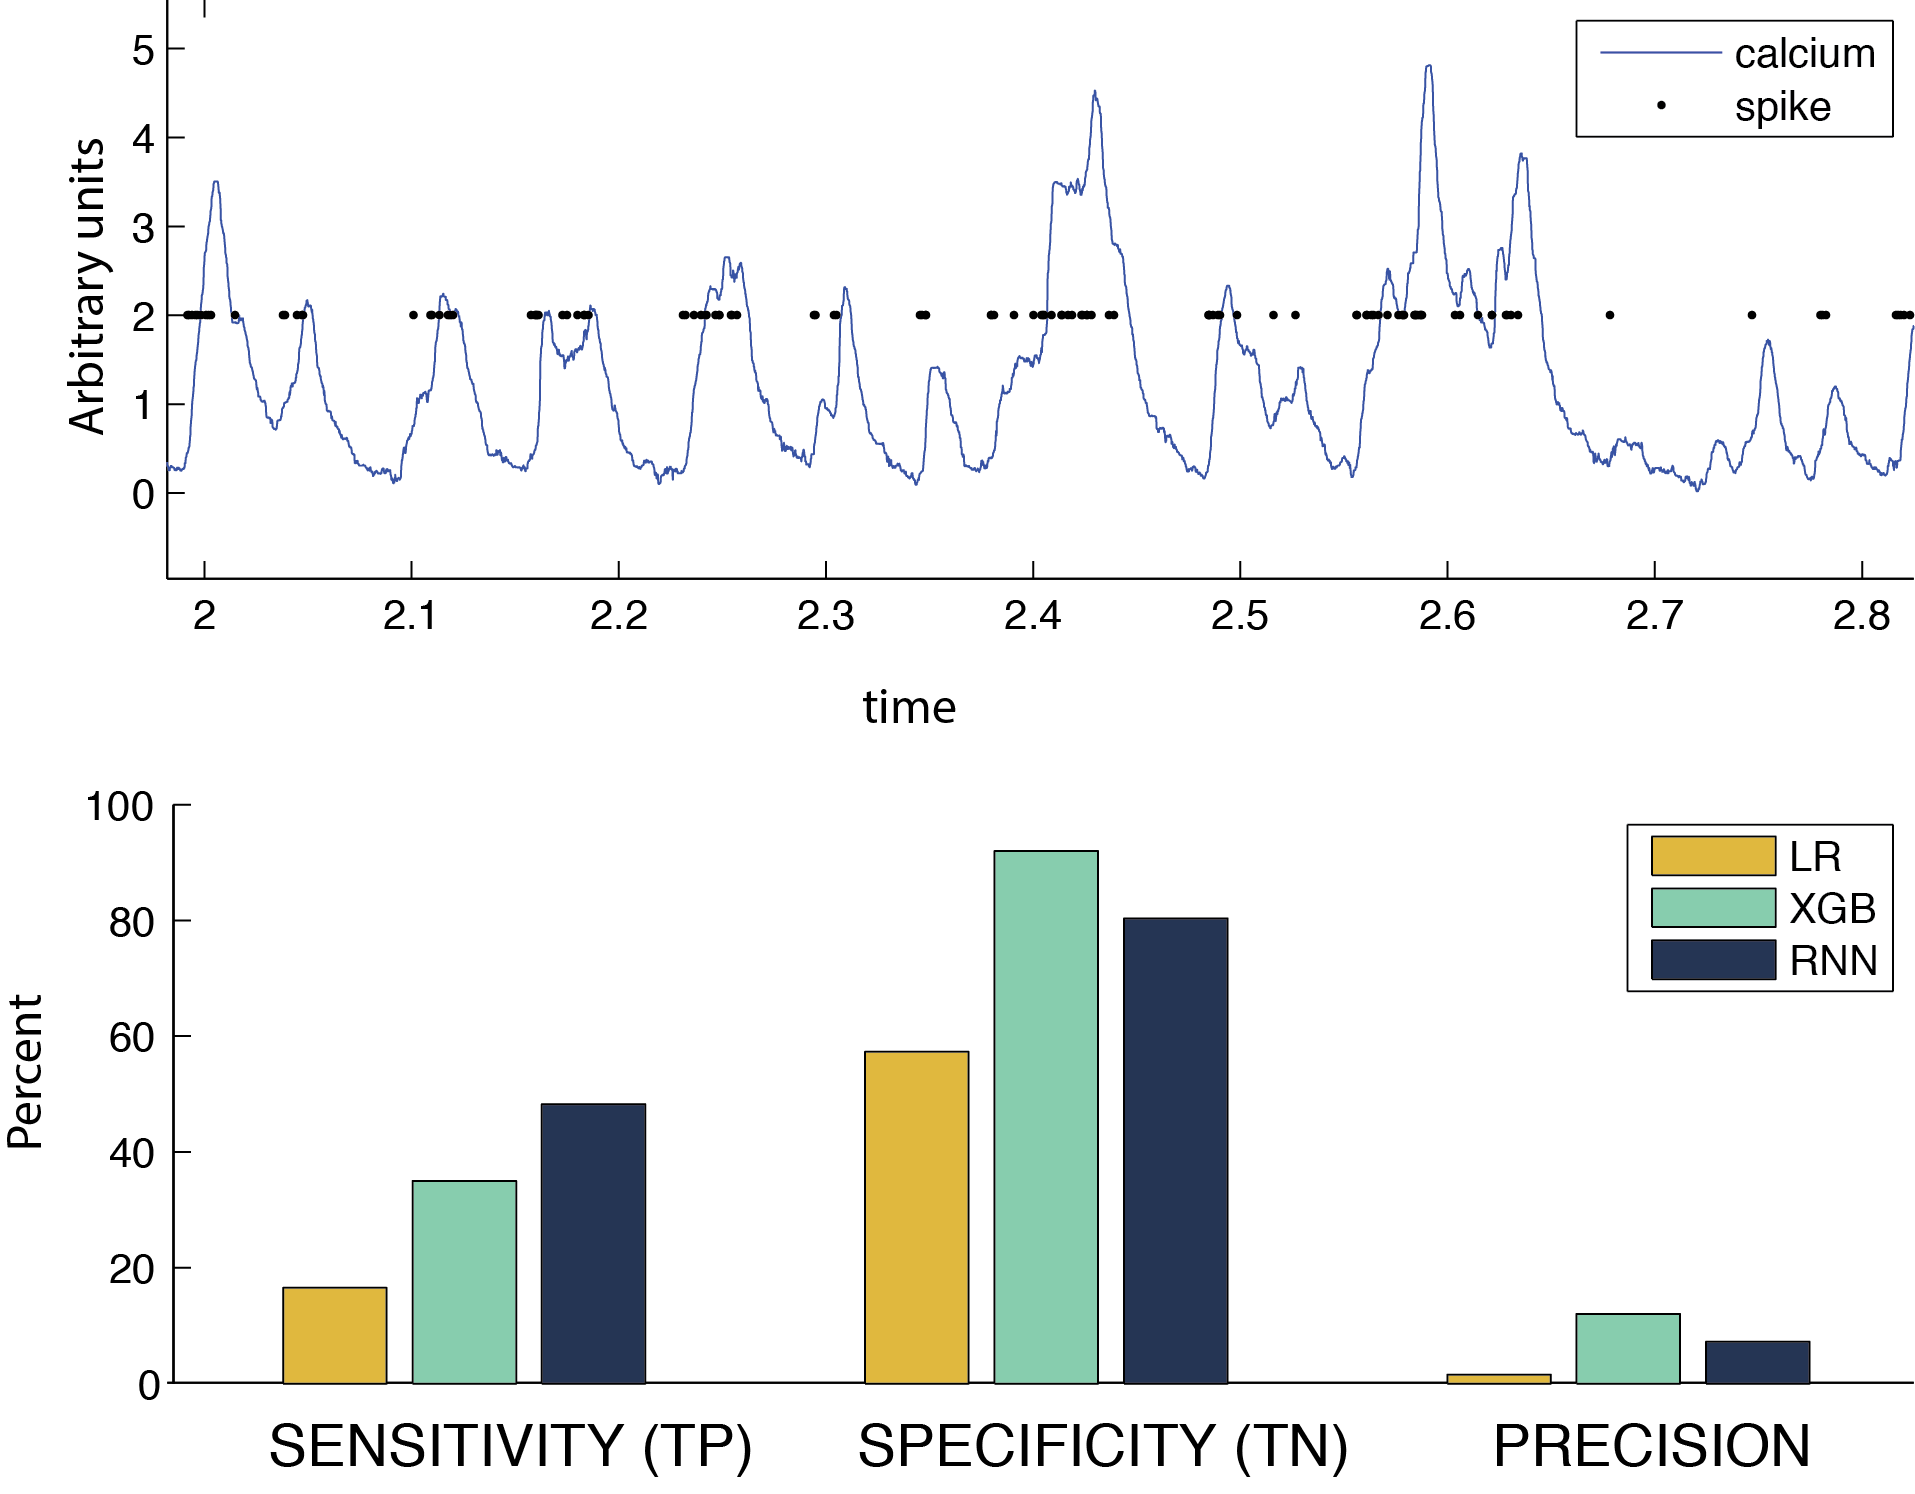 5
4
3
2
1
0
Arbitrary units
calcium
spike
2 2.1 2.2 2.3 2.4 2.5 2.6 2.7 2.8
time
100
80
60
40
20
0
Percent
LR
XGB
RNN
SENSITIVITY (TP) SPECIFICITY (TN) PRECISION